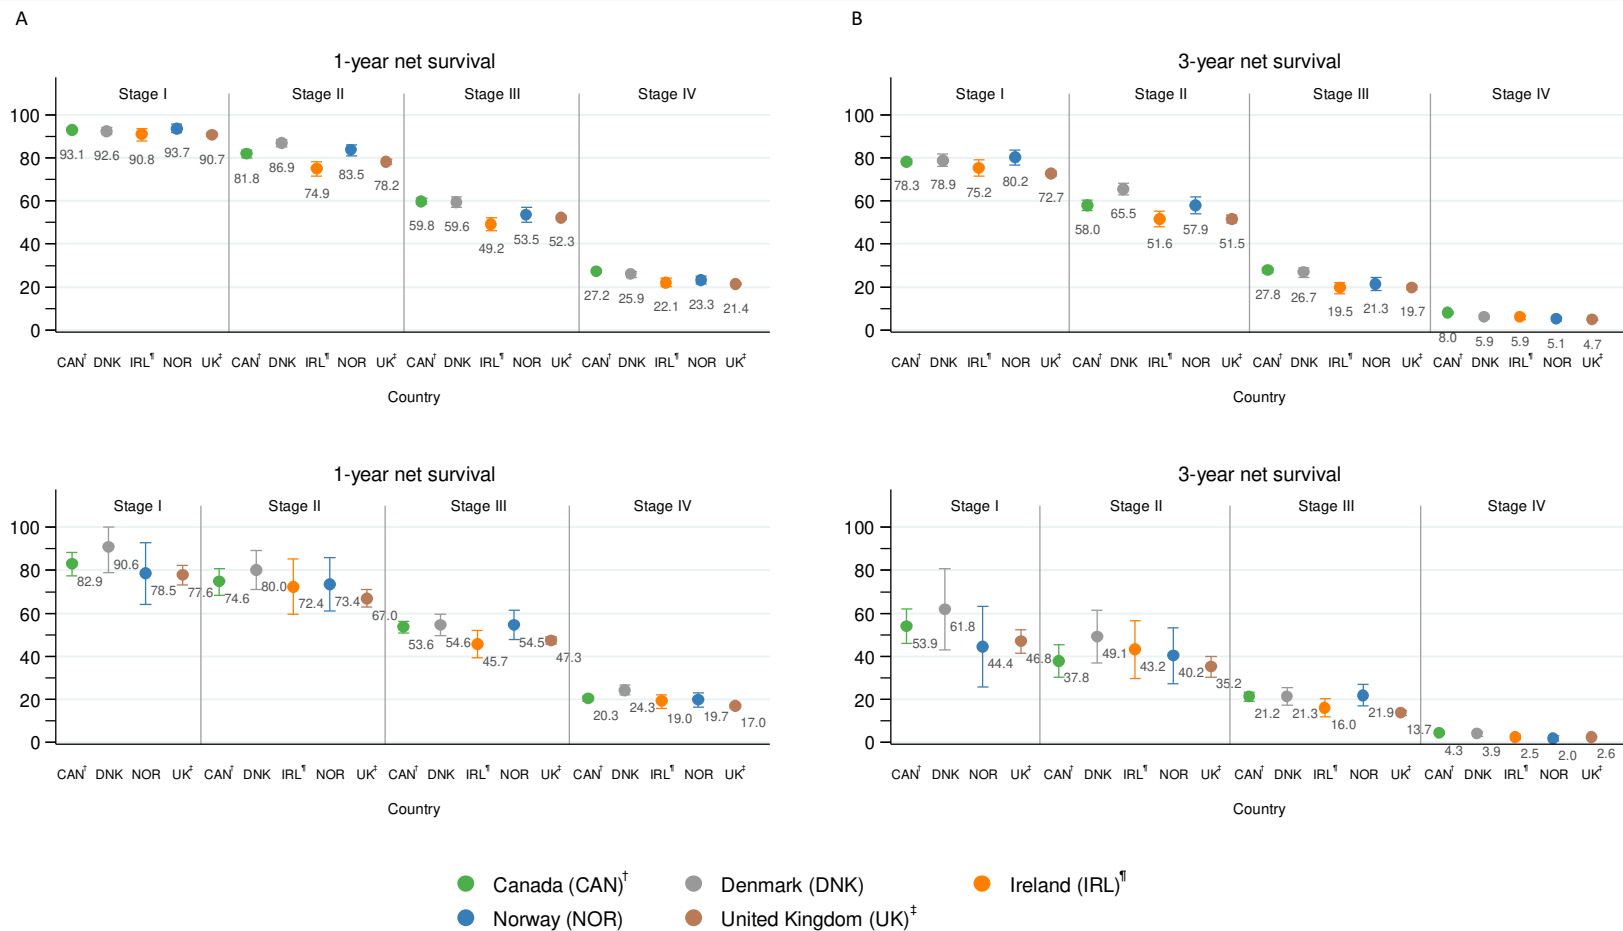 A
B
1-year net survival
Stage I
Stage II
Stage III
Stage IV
100
80
60
40
20
0
93.1
92.6
90.8
93.7
90.7
81.8
86.9
74.9
83.5
78.2
59.8
59.6
49.2
53.5
52.3
27.2
25.9
22.1
23.3
21.4
CAN† DNK IRL¶ NOR UK‡ CAN† DNK IRL¶ NOR UK‡ CAN† DNK IRL¶ NOR UK‡ CAN† DNK IRL¶ NOR UK‡
Country
3-year net survival
Stage I
Stage II
Stage III
Stage IV
100
80
60
40
20
0
78.3
78.9
75.2
80.2
72.7
58.0
65.5
51.6
57.9
51.5
27.8
26.7
19.5
21.3
19.7
8.0
5.9
5.9
5.1
4.7
CAN† DNK IRL¶ NOR UK‡ CAN† DNK IRL¶ NOR UK‡ CAN† DNK IRL¶ NOR UK‡ CAN† DNK IRL¶ NOR UK‡
Country
1-year net survival
Stage I
Stage II
Stage III
Stage IV
100
80
60
40
20
0
82.9
90.6
78.5
77.6
74.6
80.0
72.4
73.4
67.0
53.6
54.6
45.7
54.5
47.3
20.3
24.3
19.0
19.7
17.0
CAN† DNK NOR UK‡ CAN† DNK IRL¶ NOR UK‡ CAN† DNK IRL¶ NOR UK‡ CAN† DNK IRL¶ NOR UK‡
Country
3-year net survival
Stage I
Stage II
Stage III
Stage IV
100
80
60
40
20
0
53.9
61.8
44.4
46.8
37.8
49.1
43.2
40.2
35.2
21.2
21.3
16.0
21.9
13.7
4.3
3.9
2.5
2.0
2.6
CAN† DNK NOR UK‡ CAN† DNK IRL¶ NOR UK‡ CAN† DNK IRL¶ NOR UK‡ CAN† DNK IRL¶ NOR UK‡
Country
Canada (CAN)†
Denmark (DNK)
Ireland (IRL)¶
Norway (NOR)
United Kingdom (UK)‡